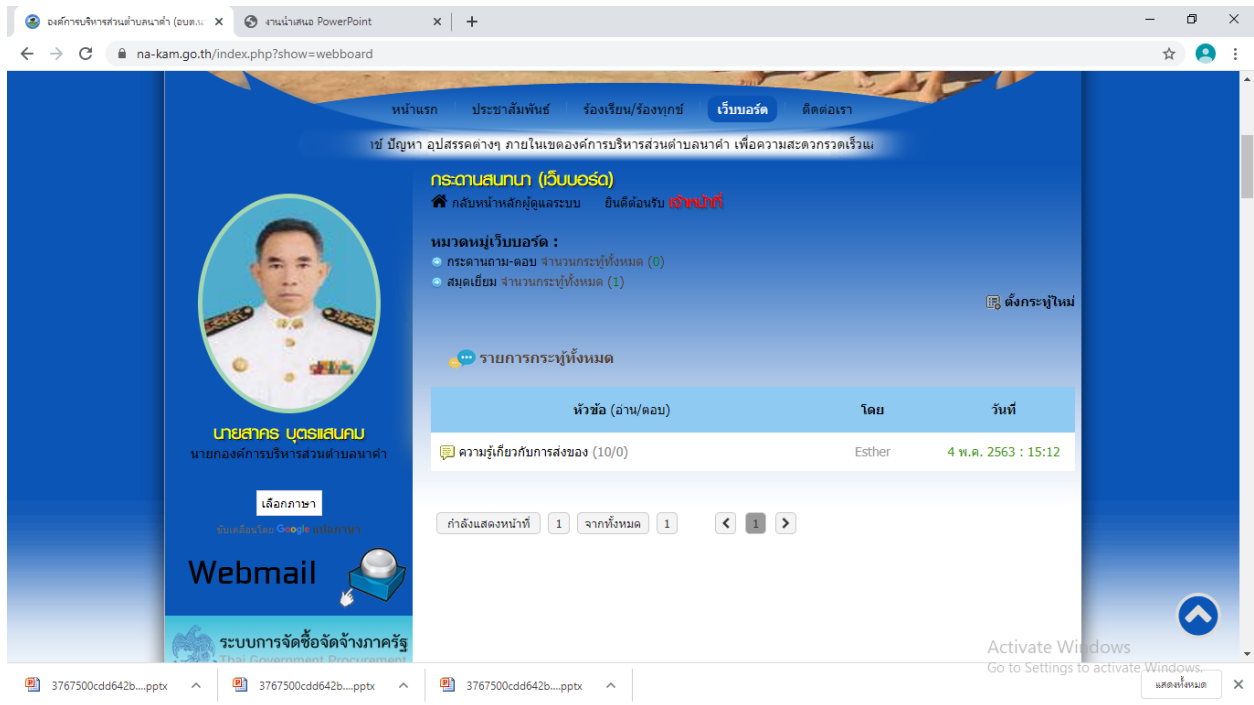 องค์การบริหารส่วนตำบลนาคำ (อบต.นา
งานนำเสนอ PowerPoint
na-kam.go.th/index.php?show=webboard
หน้าแรก ประชาสัมพันธ์ ร้องเรียน/ร้องทุกข์ เว็บบอร์ด ติดต่อเรา
ปัญหา อุปสรรคต่างๆ ภายในเขตองค์การบริหารส่วนตำบลนาคำ เพื่อความสะดวกรวดเร็วแ
กระดานสนทนา (เว็บบอร์ด)
กลับหน้าหลักผู้ดูแลระบบ ยินดีต้อนรับ เจ้าหน้าที่
หมวดหมู่เว็บบอร์ด :
กระดานถาม-ตอบ จำนวนกระทู้ทั้งหมด (0)
สมุดเยี่ยม จำนวนกระทู้ทั้งหมด (1)
ตั้งกระทู้ใหม่
รายการกระทู้ทั้งหมด
หัวข้อ (อ่าน/ตอบ) โดย วันที่
ความรู้เกี่ยวกับการส่งของ (10/0) Esther 4 พ.ค. 2563 : 15:12
กำลังแสดงหน้าที่ 1 จากทั้งหมด 1 1
นายสาคร บุตรแสนคม
นายกองค์การบริหารส่วนตำบลนาคำ
เลือกภาษา
ขับเคลื่อนโดย Google แปลภาษา
Webmail
ระบบการจัดซื้อจัดจ้างภาครัฐ
Thai Government Procurement
Activate Windows
Go to Settings to activate Windows.
3767500cdd642b....pptx 3767500cdd642b....pptx 3767500cdd642b....pptx แสดงทั้งหมด